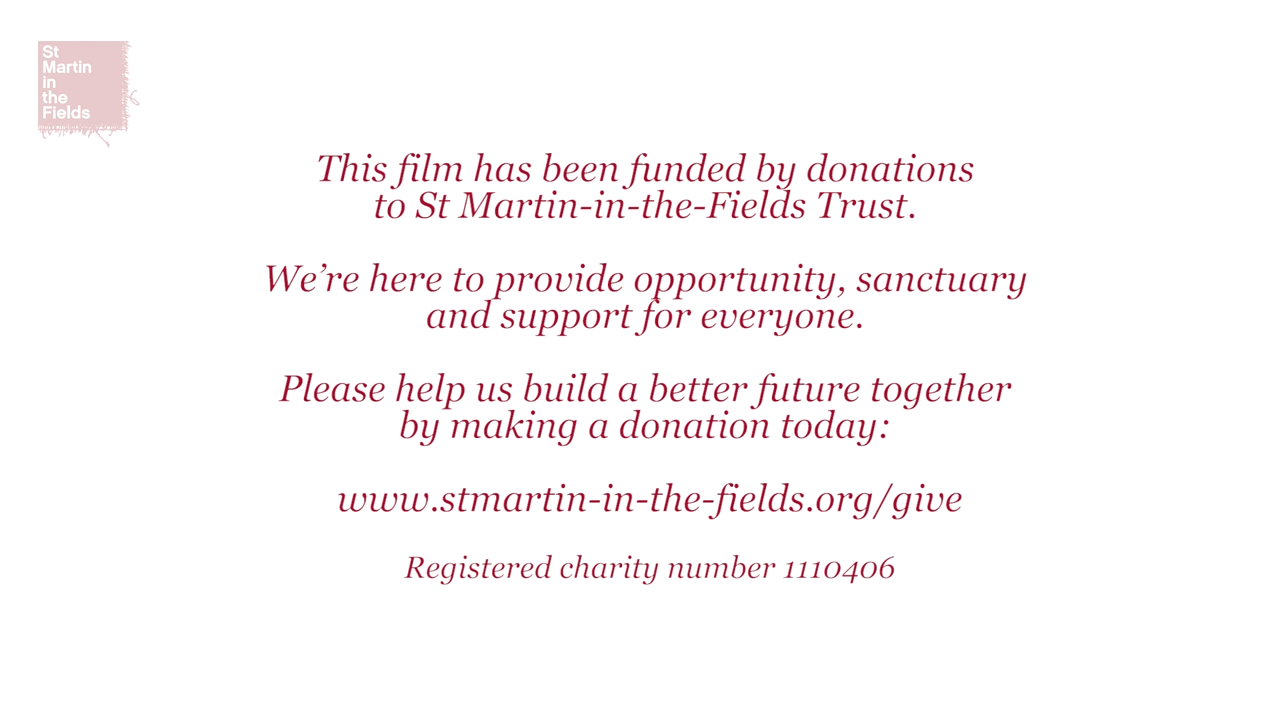 St
Martin
in
the
Fields
This film has been funded by donations
to St Martin-in-the-Fields Trust.
We’re here to provide opportunity, sanctuary
and support for everyone.
Please help us build a better future together
by making a donation today:
www.stmartin-in-the-fields.org/give
Registered charity number 1110406